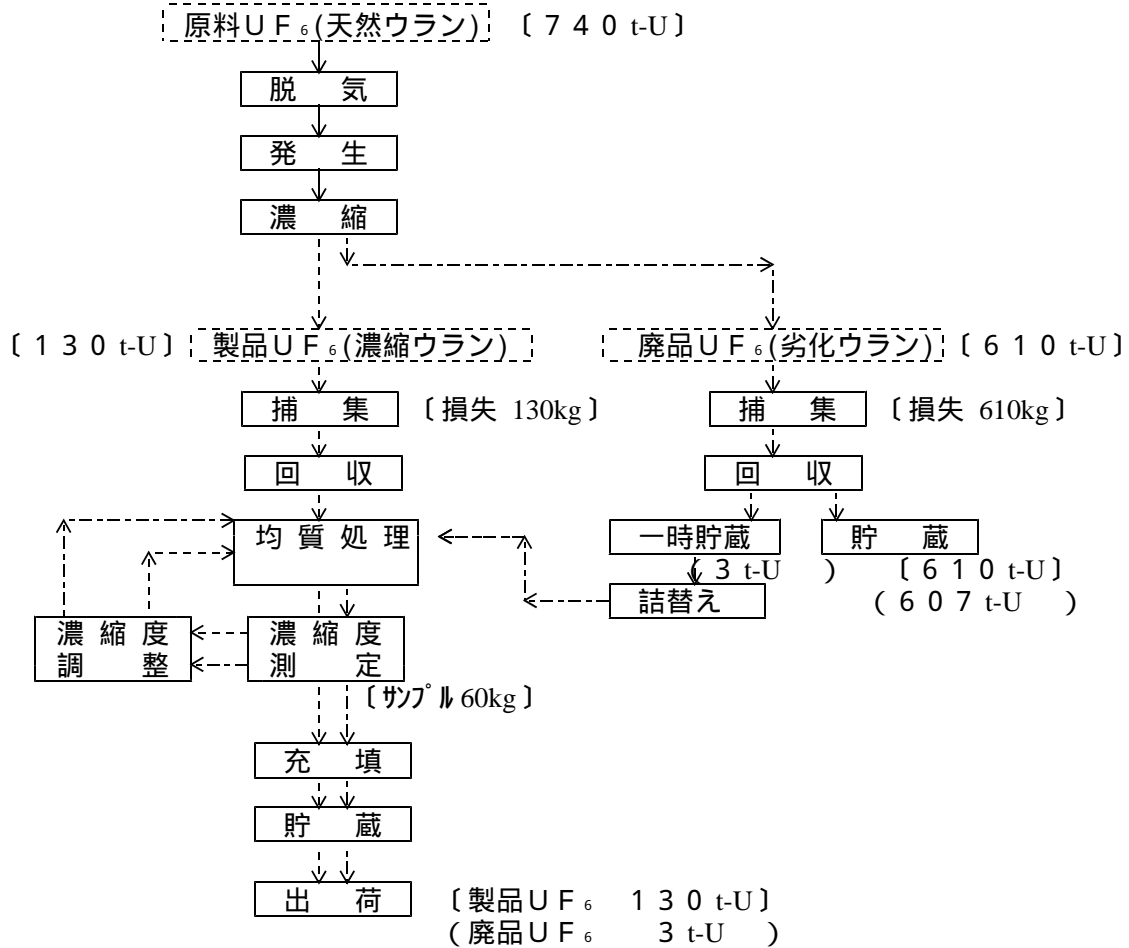 原料UF₆(天然ウラン) 〔740 t-U〕
脱 気
発 生
濃 縮
〔130 t-U〕 製品UF₆(濃縮ウラン) 廃品UF₆(劣化ウラン) 〔610 t-U〕
捕 集 〔損失 130kg〕 捕 集 〔損失 610kg〕
回 収 回 収
均質処理 一時貯蔵 貯 蔵
(3 t-U ) 〔610 t-U〕
詰替え (607 t-U )
濃縮度 濃縮度
調 整 測 定
〔ｻﾝﾌﾟﾙ 60kg〕
充 填
貯 蔵
出 荷 〔製品UF₆ 130 t-U〕
(廃品UF₆ 3 t-U )